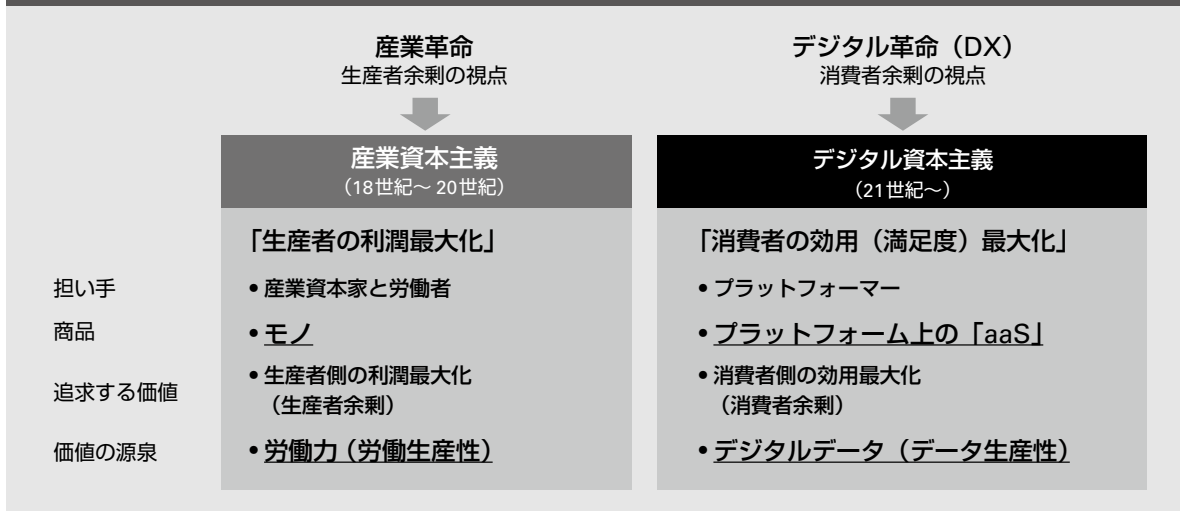 産業革命
生産者余剰の視点
デジタル革命（DX）
消費者余剰の視点
産業資本主義
（18世紀～20世紀）
デジタル資本主義
（21世紀～）
「生産者の利潤最大化」
「消費者の効用（満足度）最大化」
担い手
•産業資本家と労働者
•プラットフォーマー
商品
•モノ
•プラットフォーム上の「aaS」
追求する価値
•生産者側の利潤最大化
（生産者余剰）
•消費者側の効用最大化
（消費者余剰）
価値の源泉
•労働力（労働生産性）
•デジタルデータ（データ生産性）